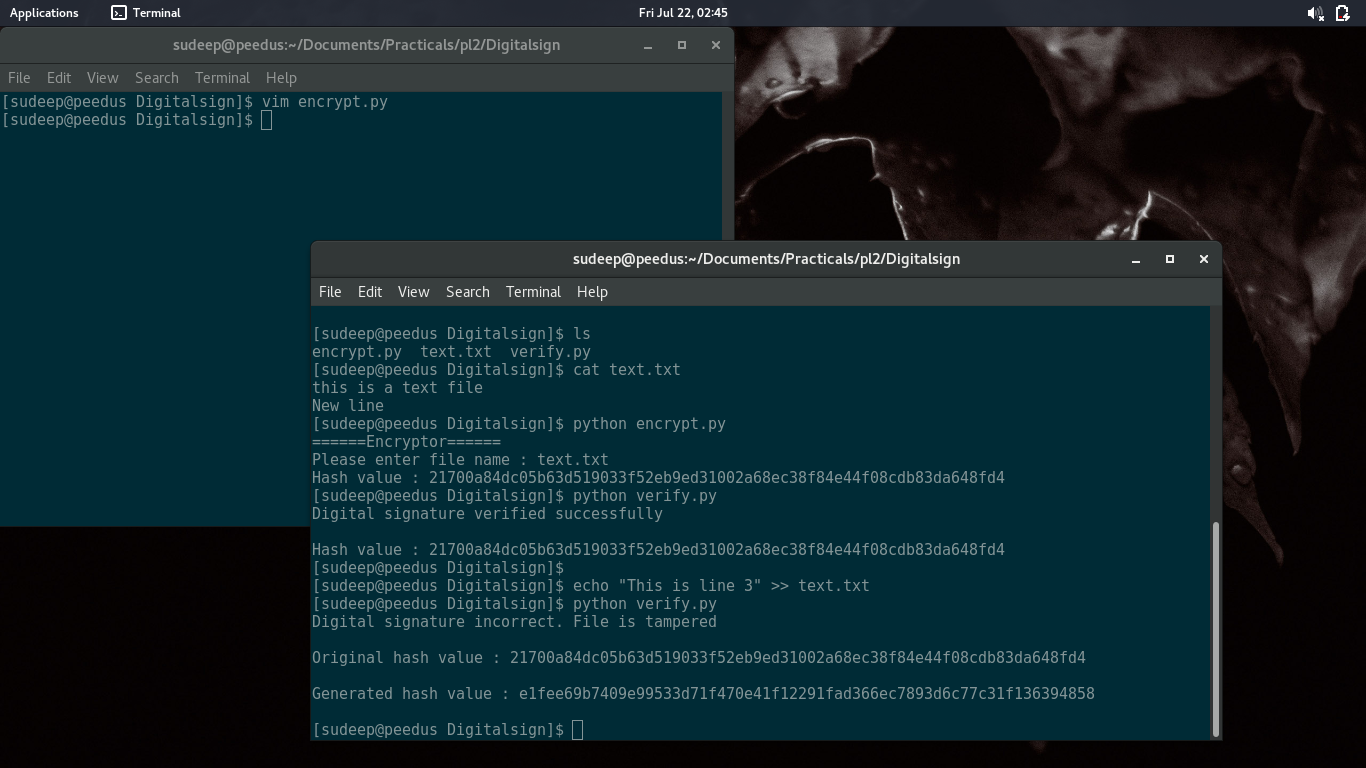 Applications Terminal Fri Jul 22, 02:45
sudeep@peedus:~/Documents/Practicals/pl2/Digitalsign
File Edit View Search Terminal Help
[sudeep@peedus Digitalsign]$ vim encrypt.py
[sudeep@peedus Digitalsign]$
sudeep@peedus:~/Documents/Practicals/pl2/Digitalsign
File Edit View Search Terminal Help
[sudeep@peedus Digitalsign]$ ls
encrypt.py  text.txt  verify.py
[sudeep@peedus Digitalsign]$ cat text.txt
this is a text file
New line
[sudeep@peedus Digitalsign]$ python encrypt.py
======Encryptor======
Please enter file name : text.txt
Hash value : 21700a84dc05b63d519033f52eb9ed31002a68ec38f84e44f08cdb83da648fd4
[sudeep@peedus Digitalsign]$ python verify.py
Digital signature verified successfully
Hash value : 21700a84dc05b63d519033f52eb9ed31002a68ec38f84e44f08cdb83da648fd4
[sudeep@peedus Digitalsign]$
[sudeep@peedus Digitalsign]$ echo "This is line 3" >> text.txt
[sudeep@peedus Digitalsign]$ python verify.py
Digital signature incorrect. File is tampered
Original hash value : 21700a84dc05b63d519033f52eb9ed31002a68ec38f84e44f08cdb83da648fd4
Generated hash value : e1fee69b7409e99533d71f470e41f12291fad366ec7893d6c77c31f136394858
[sudeep@peedus Digitalsign]$